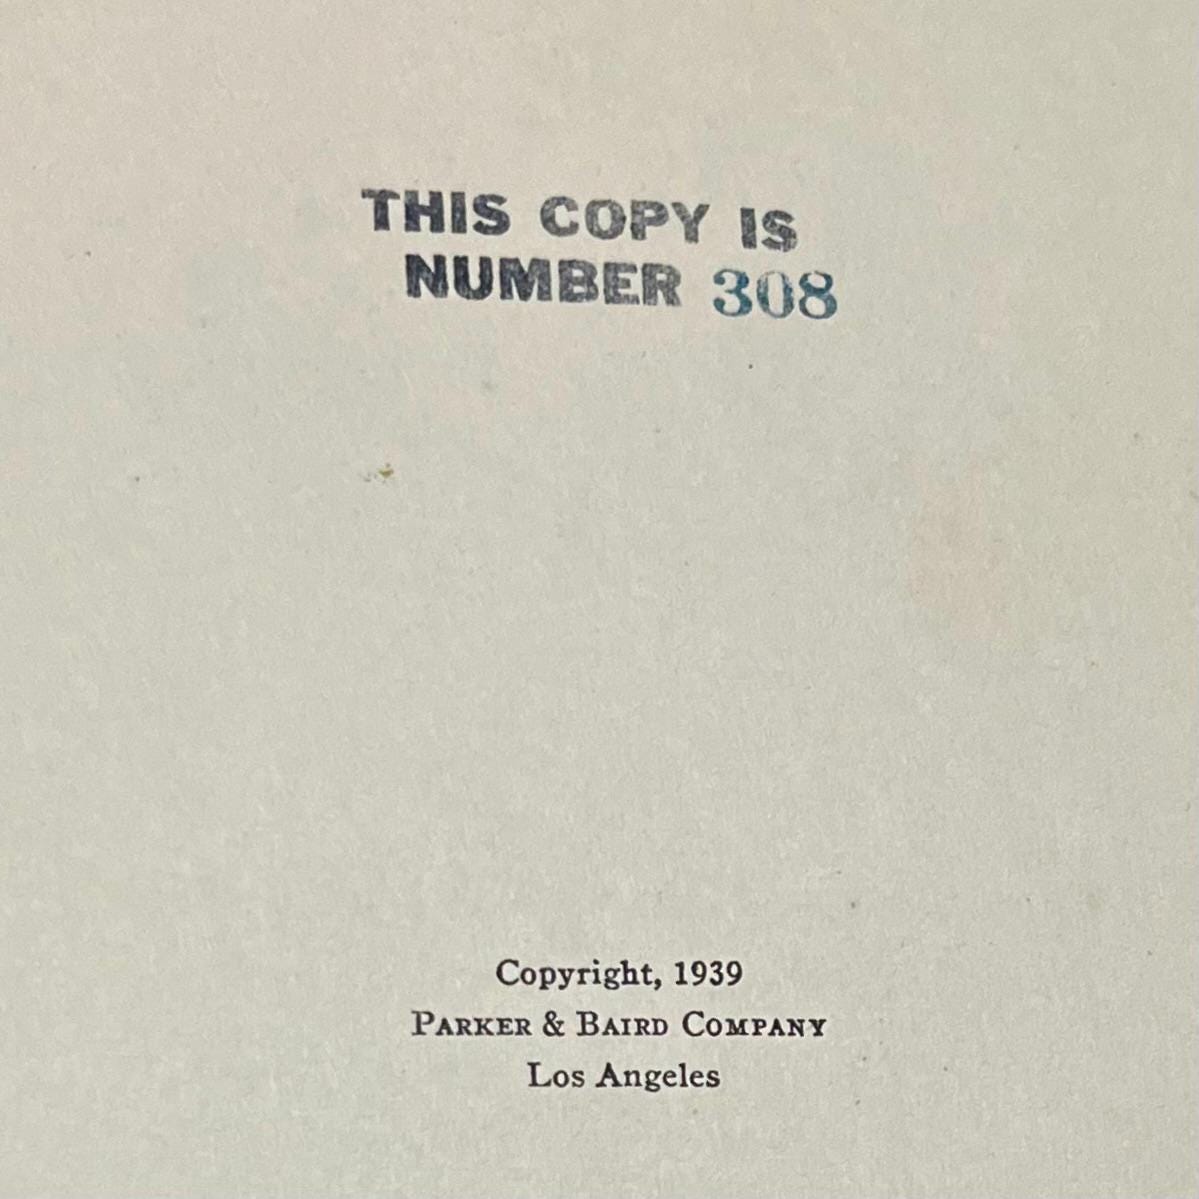 THIS COPY IS
NUMBER 308
Copyright, 1939
PARKER & BAIRD COMPANY
Los Angeles